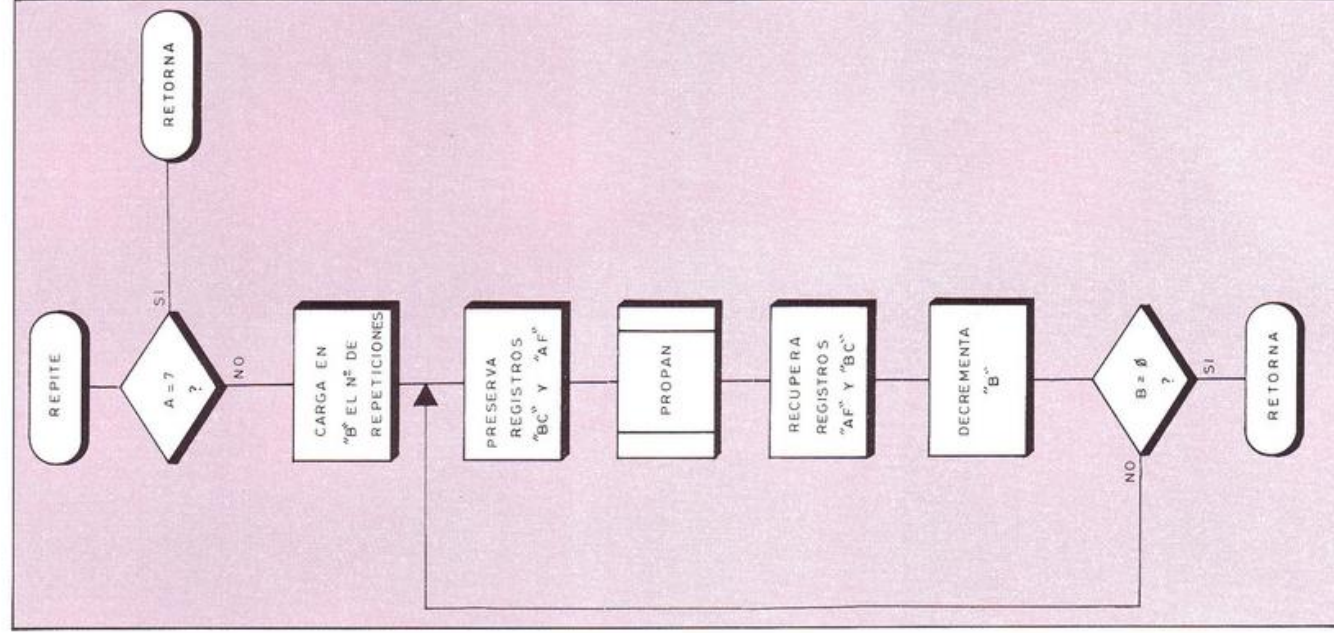 REPITE
A = 7
?
SI
RETORNA
NO
CARGA EN
"B" EL Nº DE
REPETICIONES
PRESERVA
REGISTROS
"BC" Y "AF"
PROPAN
RECUPERA
REGISTROS
"AF" Y "BC"
DECREMENTA
"B"
B = Ø
?
NO
SI
RETORNA